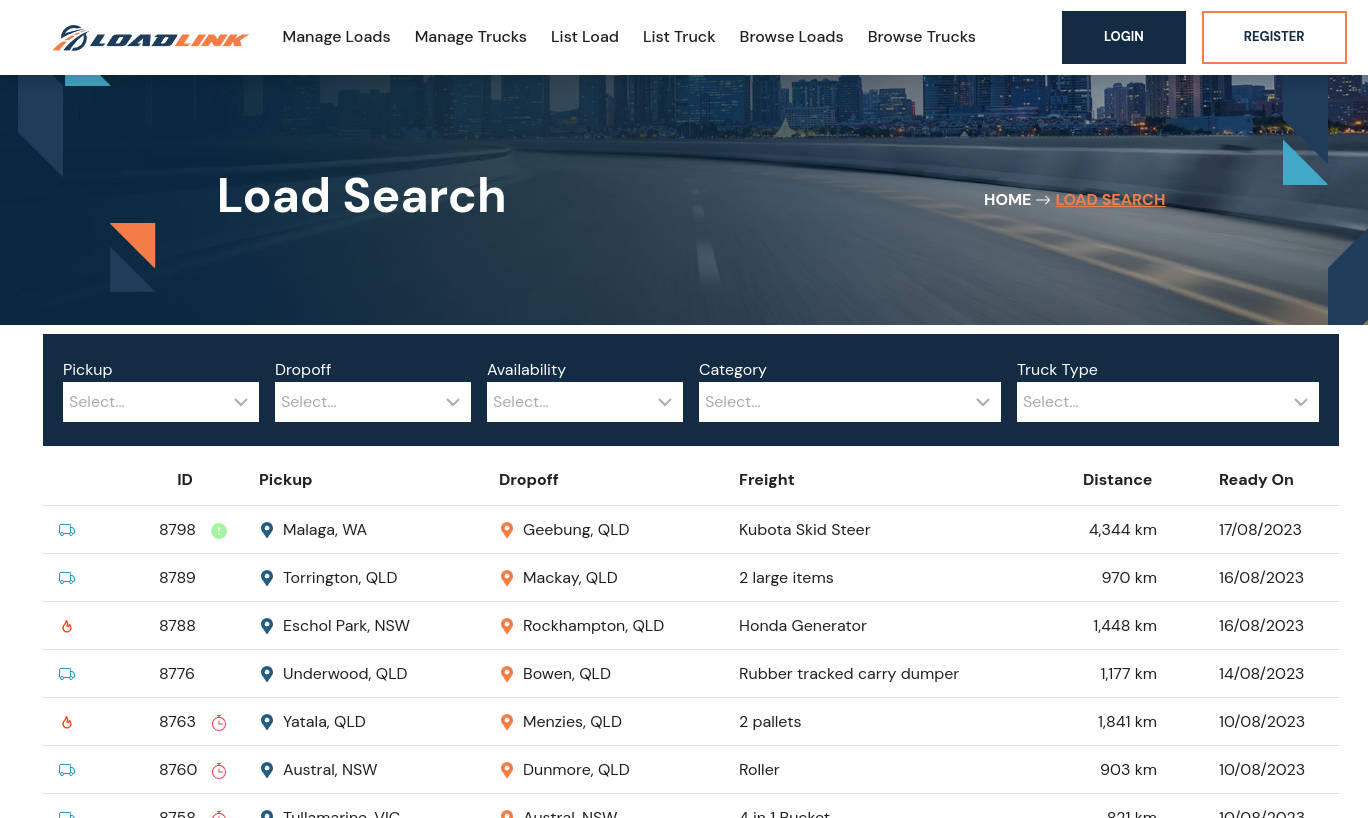 LOADLINK Manage Loads Manage Trucks List Load List Truck Browse Loads Browse Trucks LOGIN REGISTER
Load Search HOME → LOAD SEARCH
Pickup Dropoff Availability Category Truck Type
Select... Select... Select... Select... Select...
ID Pickup Dropoff Freight Distance Ready On
8798 Malaga, WA Geebung, QLD Kubota Skid Steer 4,344 km 17/08/2023
8789 Torrington, QLD Mackay, QLD 2 large items 970 km 16/08/2023
8788 Eschol Park, NSW Rockhampton, QLD Honda Generator 1,448 km 16/08/2023
8776 Underwood, QLD Bowen, QLD Rubber tracked carry dumper 1,177 km 14/08/2023
8763 Yatala, QLD Menzies, QLD 2 pallets 1,841 km 10/08/2023
8760 Austral, NSW Dunmore, QLD Roller 903 km 10/08/2023
8758 Tullamarine, VIC Austral, NSW 4 in 1 Bucket 821 km 10/08/2023